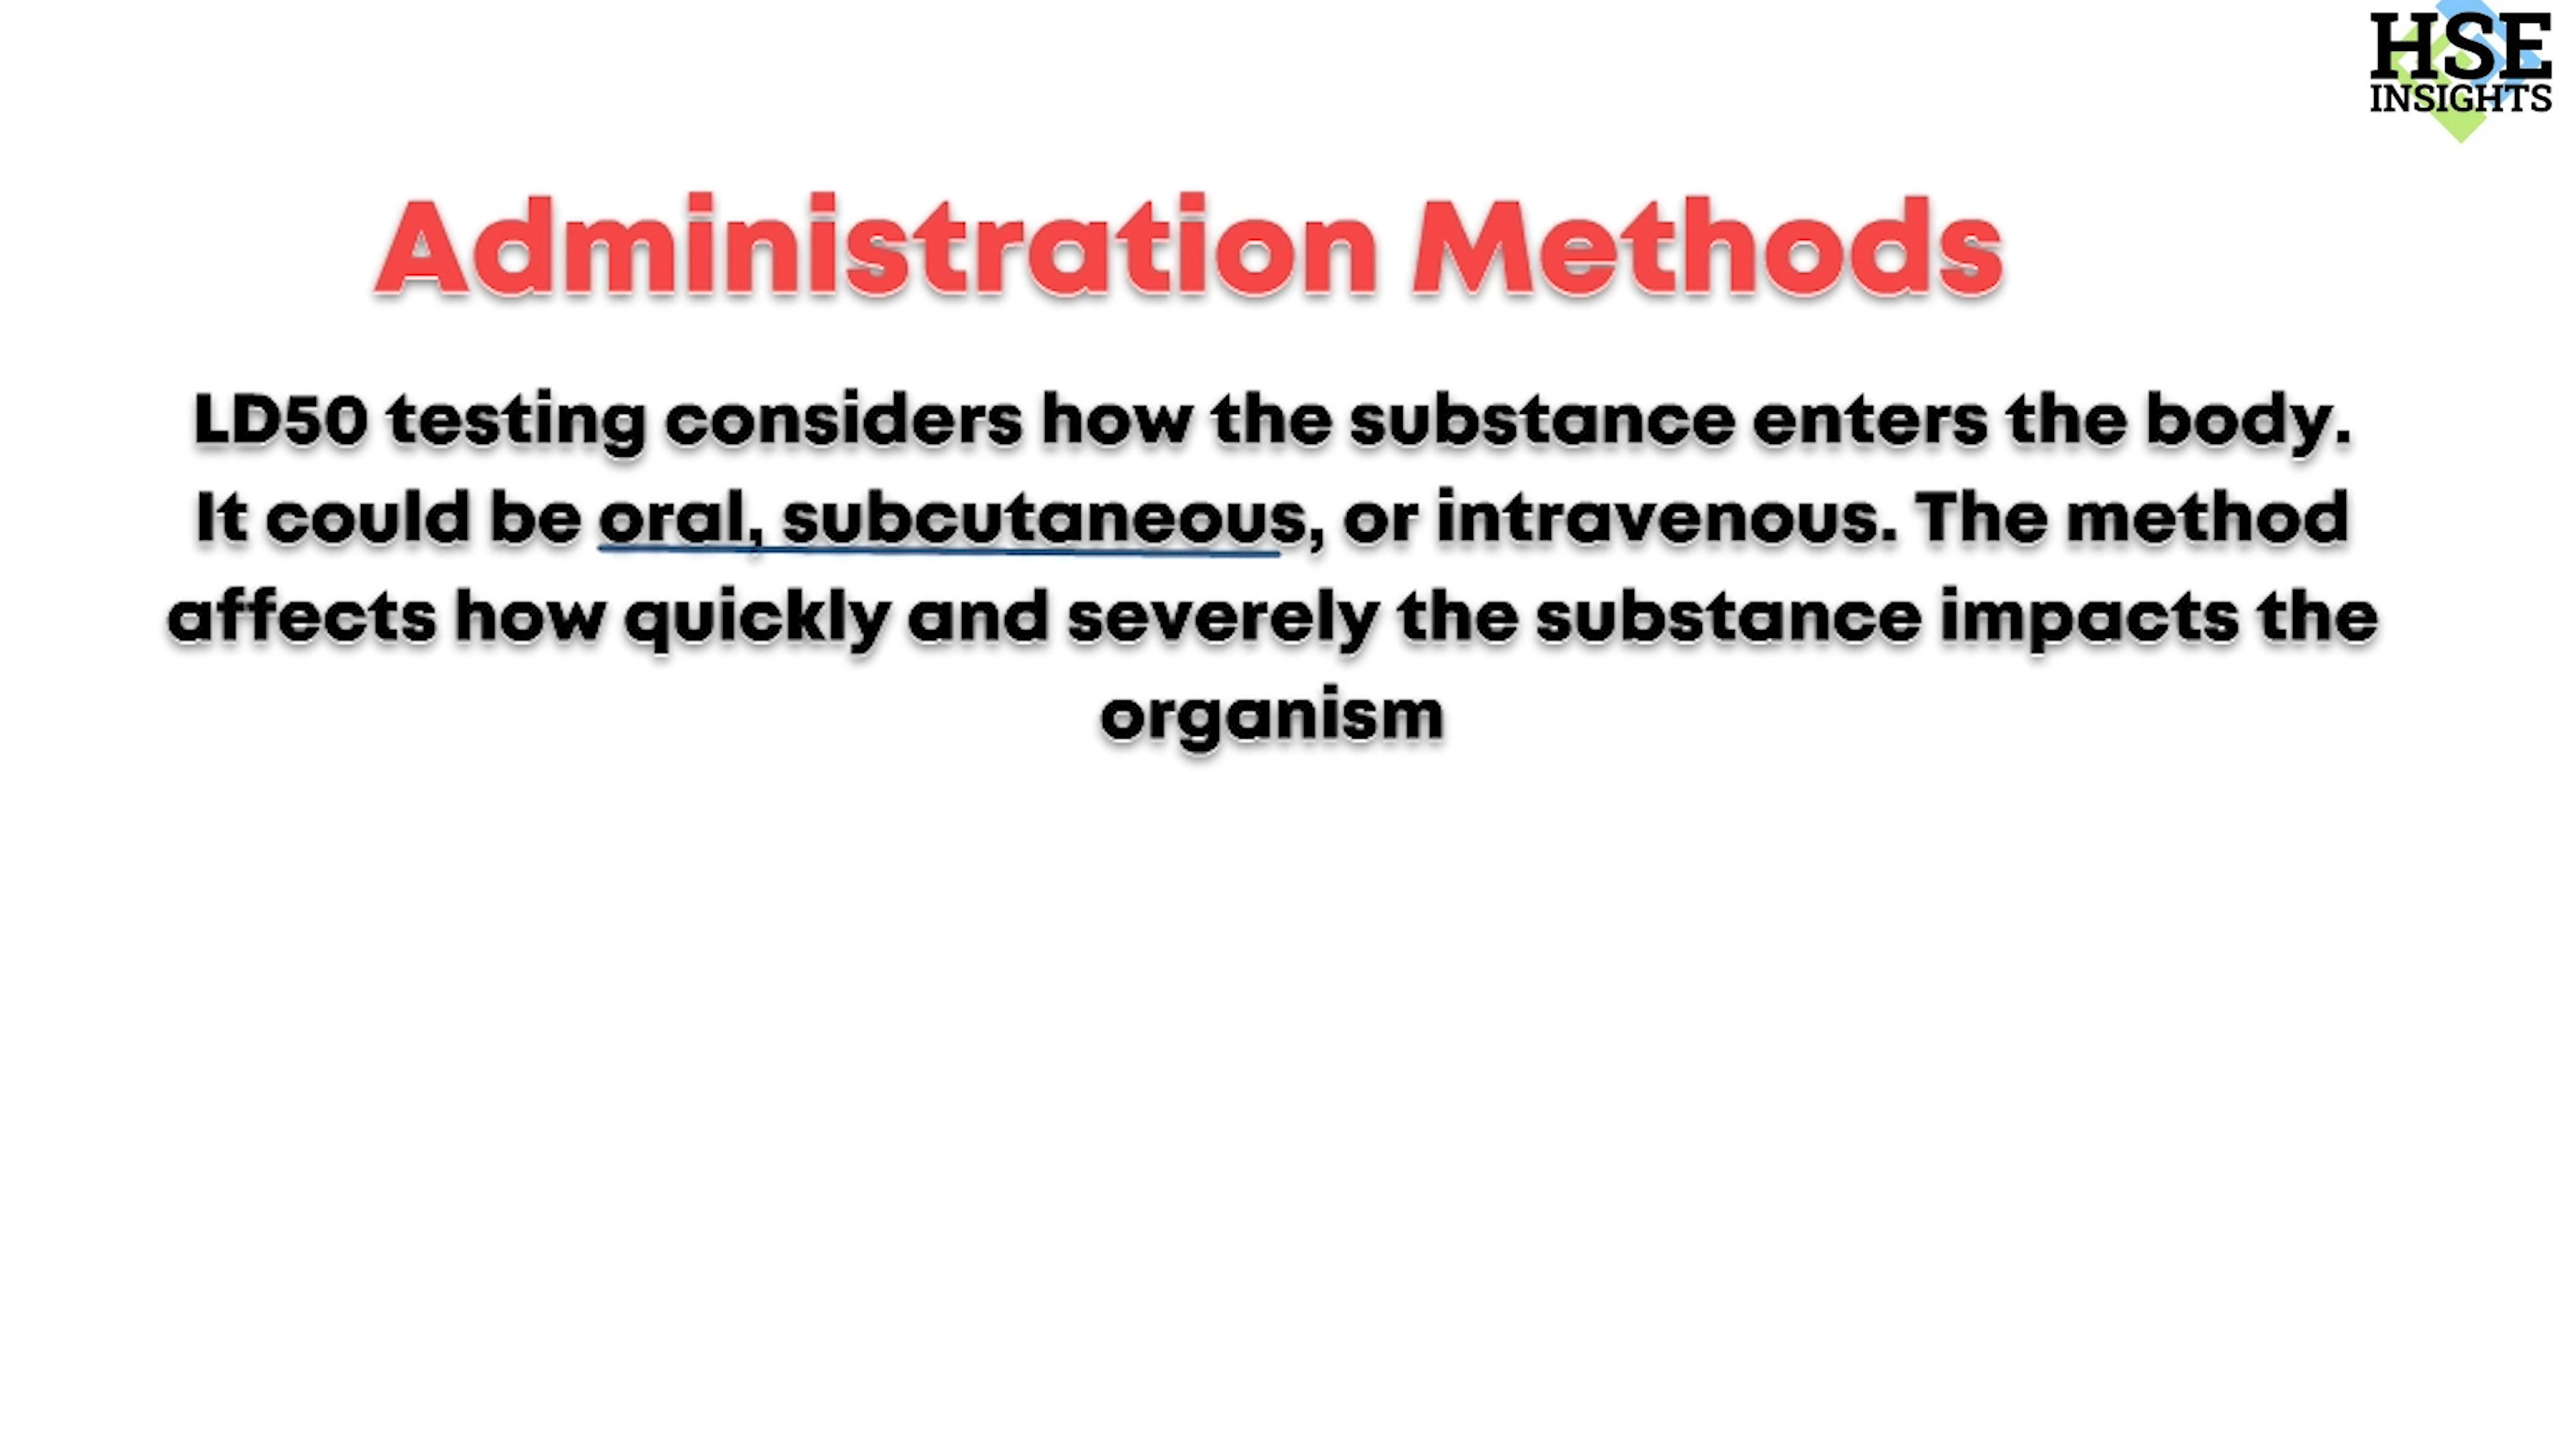 HSE
INSIGHTS
Administration Methods
LD50 testing considers how the substance enters the body.
It could be oral, subcutaneous, or intravenous. The method
affects how quickly and severely the substance impacts the
organism